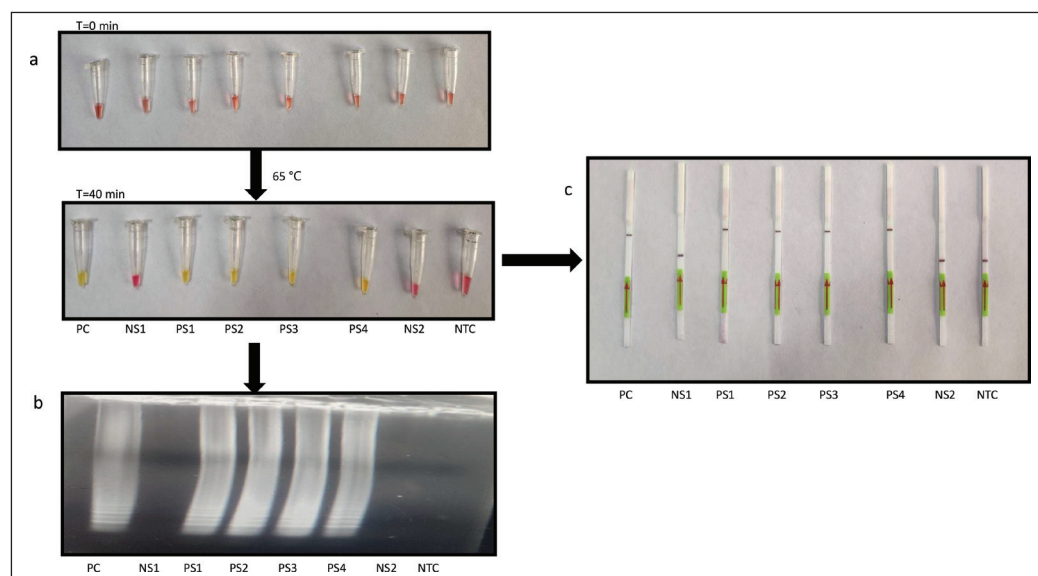 T=0 min
a
65 °C
T=40 min
PC NS1 PS1 PS2 PS3 PS4 NS2 NTC
b
PC NS1 PS1 PS2 PS3 PS4 NS2 NTC
c
PC NS1 PS1 PS2 PS3 PS4 NS2 NTC